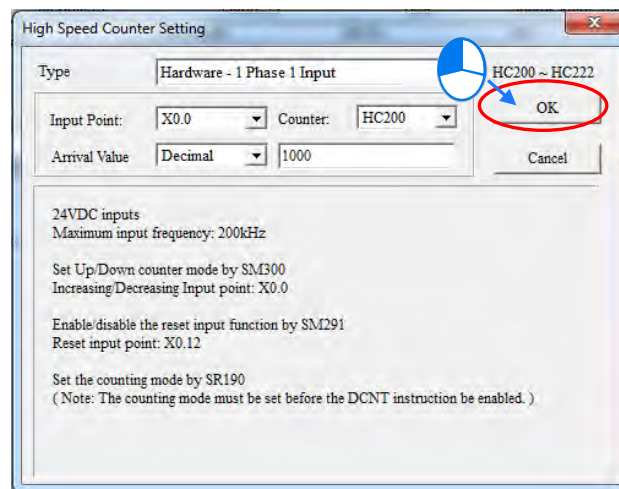 High Speed Counter Setting
Type Hardware - 1 Phase 1 Input HC200 ~ HC222
Input Point: X0.0 Counter: HC200 OK
Arrival Value Decimal 1000 Cancel
24VDC inputs
Maximum input frequency: 200kHz
Set Up/Down counter mode by SM300
Increasing/Decreasing Input point: X0.0
Enable/disable the reset input function by SM291
Reset input point: X0.12
Set the counting mode by SR190
( Note: The counting mode must be set before the DCNT instruction be enabled. )